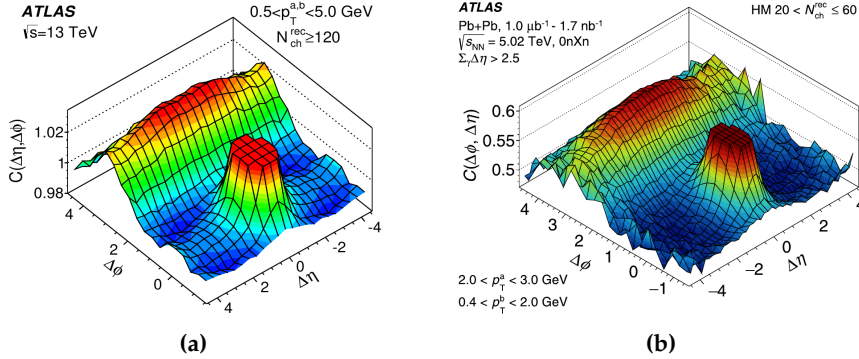 ATLAS
√s=13 TeV
0.5<p_T^{a,b}<5.0 GeV
N_ch^rec≥120
C(Δη,Δϕ)
1.02
1
0.98
4
2
0
Δϕ
4
2
0
-2
-4
Δη
(a)
ATLAS
Pb+Pb, 1.0 μb⁻¹ - 1.7 nb⁻¹
√s_NN = 5.02 TeV, 0nXn
Σ_γΔη > 2.5
HM 20 < N_ch^rec ≤ 60
C(Δϕ, Δη)
0.6
0.55
0.5
4
3
2
1
0
−1
Δϕ
−4
−2
0
2
4
Δη
2.0 < p_T^a < 3.0 GeV
0.4 < p_T^b < 2.0 GeV
(b)